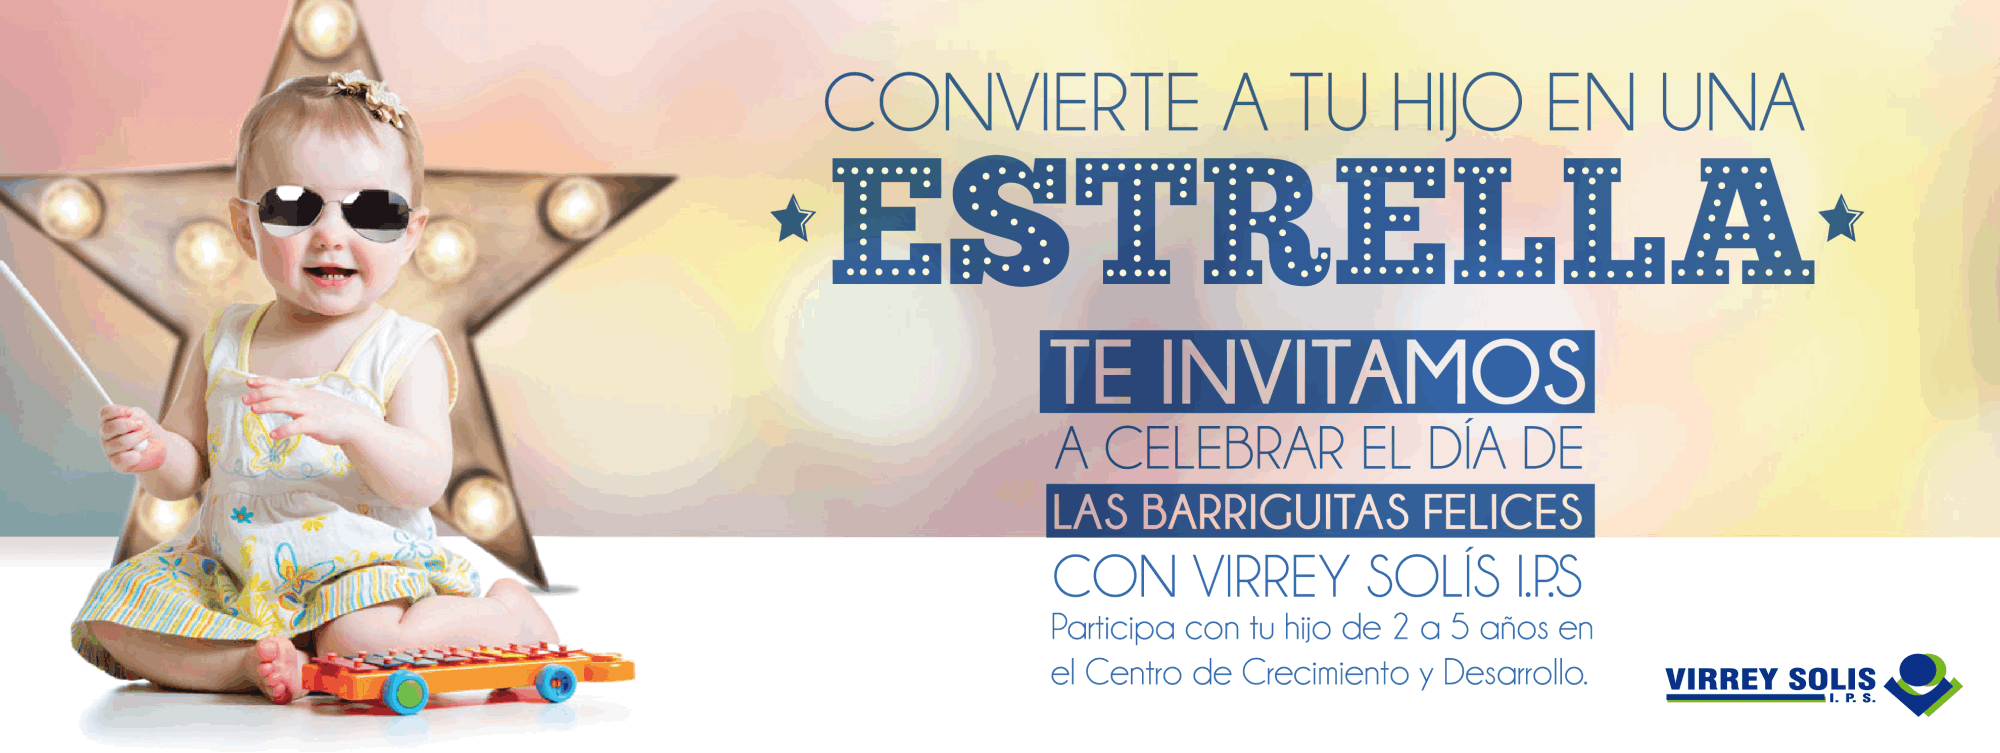 CONVIERTE A TU HIJO EN UNA
ESTRELLA
TE INVITAMOS
A CELEBRAR EL DÍA DE
LAS BARRIGUITAS FELICES
CON VIRREY SOLÍS I.P.S
Participa con tu hijo de 2 a 5 años en
el Centro de Crecimiento y Desarrollo.
VIRREY SOLIS
I. P. S.